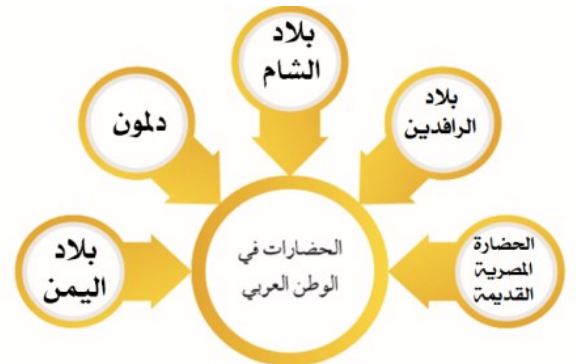 بلاد
الشام
بلاد
الرافدين
دلمون
الحضارة
المصرية
القديمة
بلاد
اليمن
الحضارات في
الوطن العربي